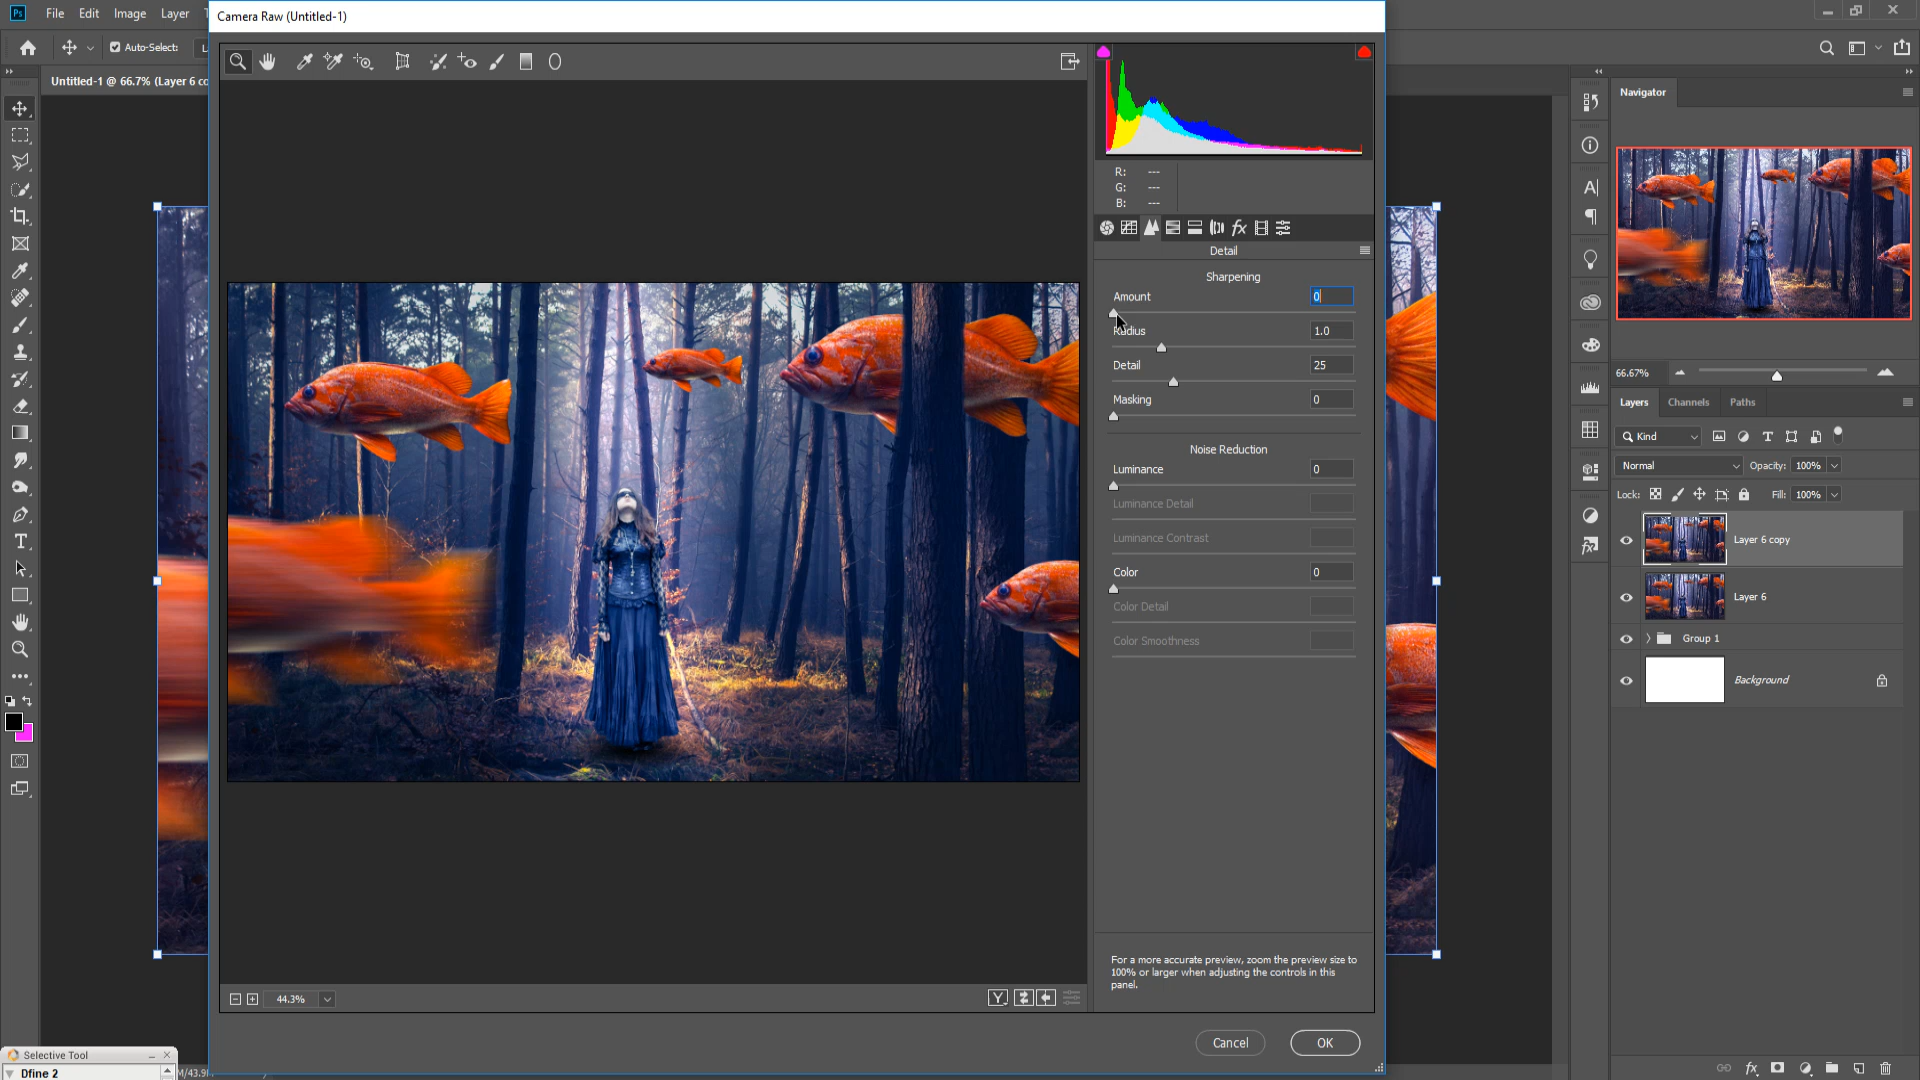 Ps File Edit Image Layer
Camera Raw (Untitled-1)
Auto-Select:
Untitled-1 @ 66.7% (Layer 6 co
R: ---
G: ---
B: ---
Detail
Sharpening
Amount 0
Radius 1.0
Detail 25
Masking 0
Noise Reduction
Luminance 0
Luminance Detail
Luminance Contrast
Color 0
Color Detail
Color Smoothness
For a more accurate preview, zoom the preview size to
100% or larger when adjusting the controls in this
panel.
44.3%
Cancel OK
Navigator
66.67%
Layers Channels Paths
Kind
Normal Opacity: 100%
Lock: Fill: 100%
Layer 6 copy
Layer 6
Group 1
Background
Selective Tool
Dfine 2